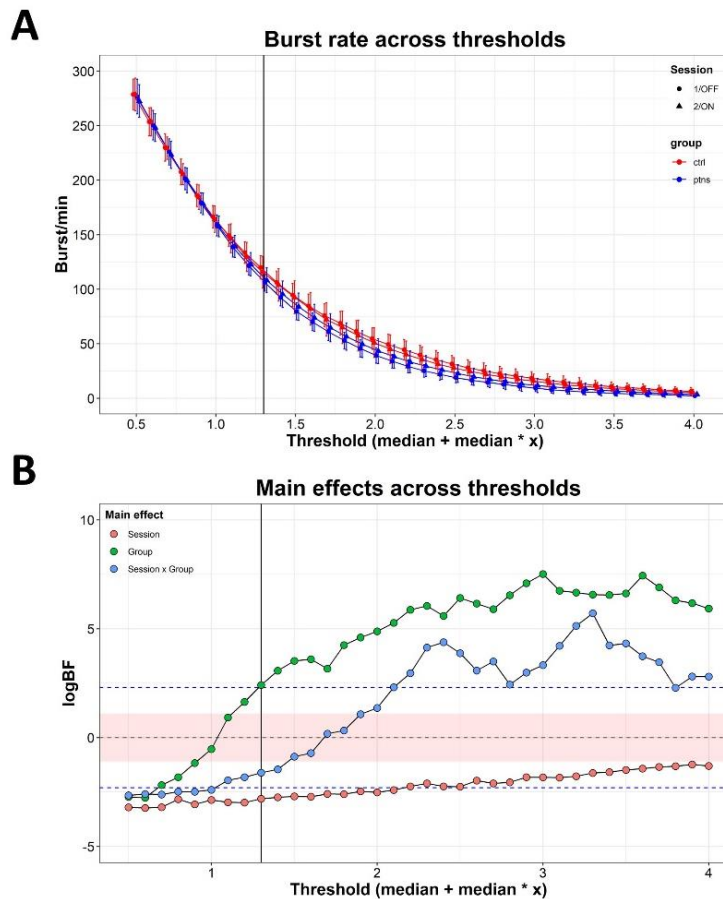 A
Burst rate across thresholds
300
250
200
150
100
50
0
Burst/min
Session
1/OFF
2/ON
group
ctrl
ptns
0.5 1.0 1.5 2.0 2.5 3.0 3.5 4.0
Threshold (median + median * x)
B
Main effects across thresholds
10
5
0
-5
logBF
Main effect
Session
Group
Session x Group
1 2 3 4
Threshold (median + median * x)